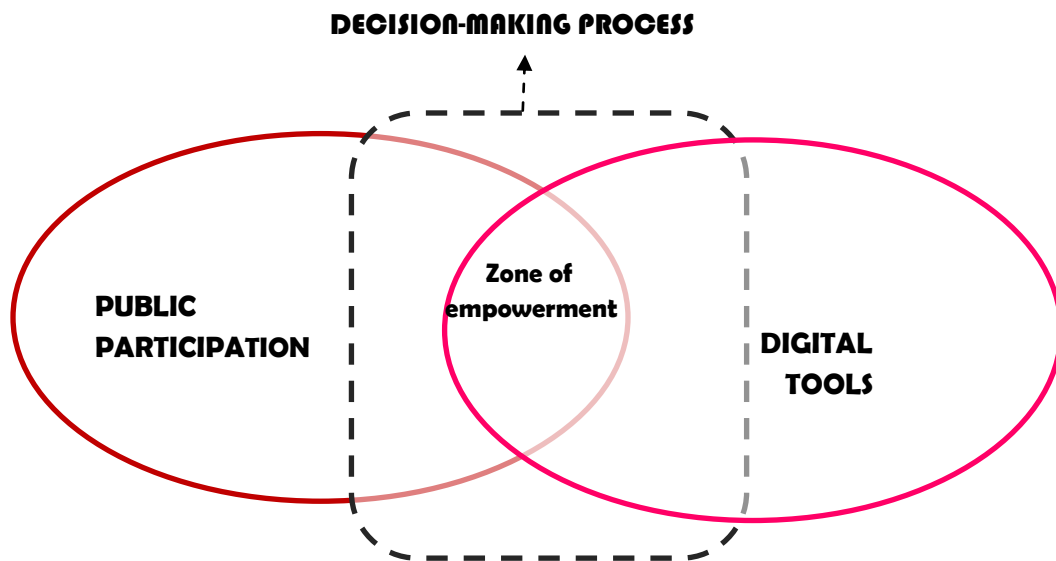 DECISION-MAKING PROCESS
Zone of
empowerment
PUBLIC
PARTICIPATION
DIGITAL
TOOLS